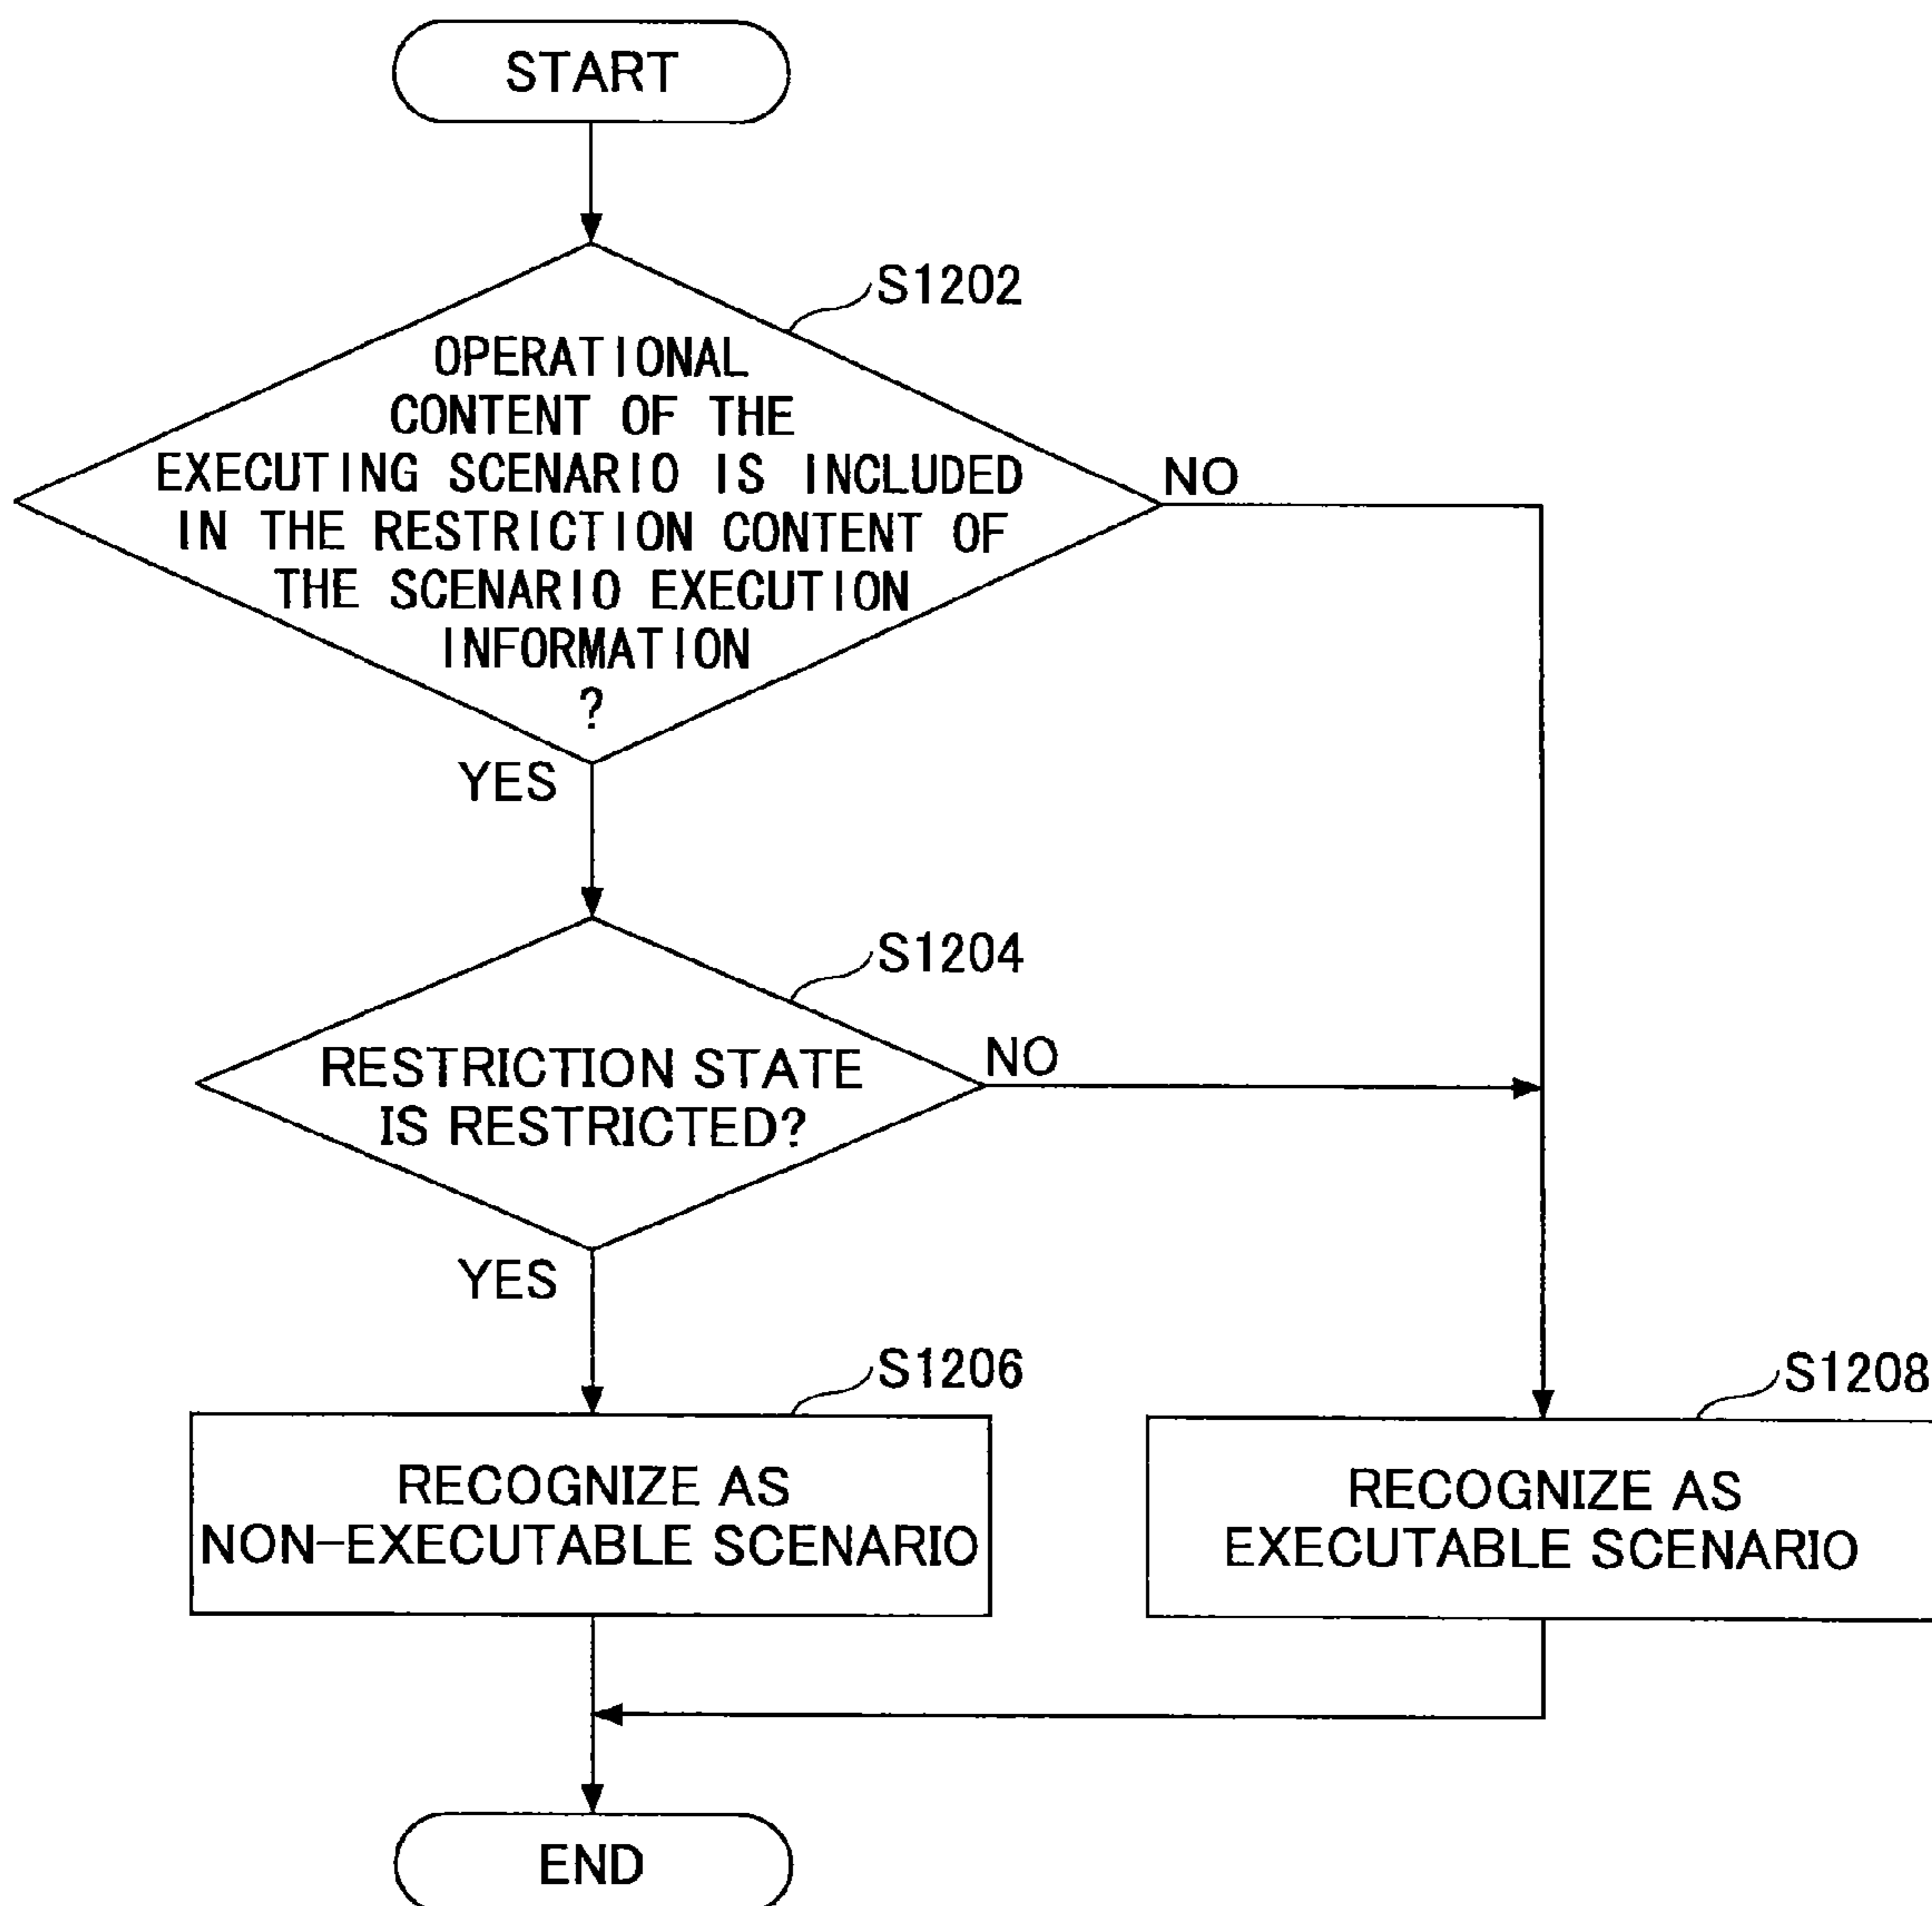 START
S1202
OPERATIONAL
CONTENT OF THE
EXECUTING SCENARIO IS INCLUDED
IN THE RESTRICTION CONTENT OF
THE SCENARIO EXECUTION
INFORMATION
?
NO
YES
S1204
RESTRICTION STATE
IS RESTRICTED?
NO
YES
S1206
RECOGNIZE AS
NON-EXECUTABLE SCENARIO
S1208
RECOGNIZE AS
EXECUTABLE SCENARIO
END